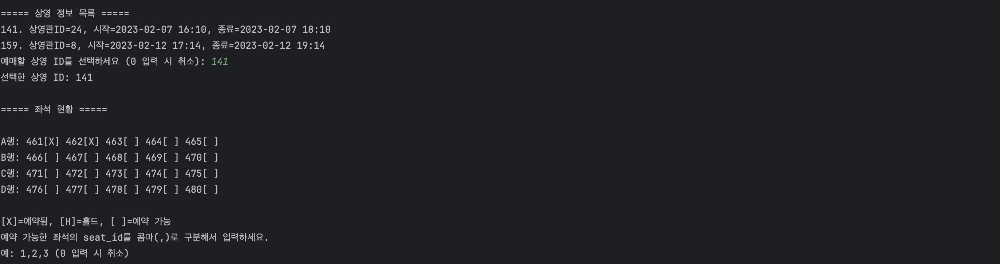 ===== 상영 정보 목록 =====
141. 상영관ID=24, 시작=2023-02-07 16:10, 종료=2023-02-07 18:10
159. 상영관ID=8, 시작=2023-02-12 17:14, 종료=2023-02-12 19:14
예매할 상영 ID를 선택하세요 (0 입력 시 취소): 141
선택한 상영 ID: 141
===== 좌석 현황 =====
A행: 461[X] 462[X] 463[ ] 464[ ] 465[ ]
B행: 466[ ] 467[ ] 468[ ] 469[ ] 470[ ]
C행: 471[ ] 472[ ] 473[ ] 474[ ] 475[ ]
D행: 476[ ] 477[ ] 478[ ] 479[ ] 480[ ]
[X]=예약됨, [H]=홀드, [ ]=예약 가능
예약 가능한 좌석의 seat_id를 콤마(,)로 구분해서 입력하세요.
예: 1,2,3 (0 입력 시 취소)